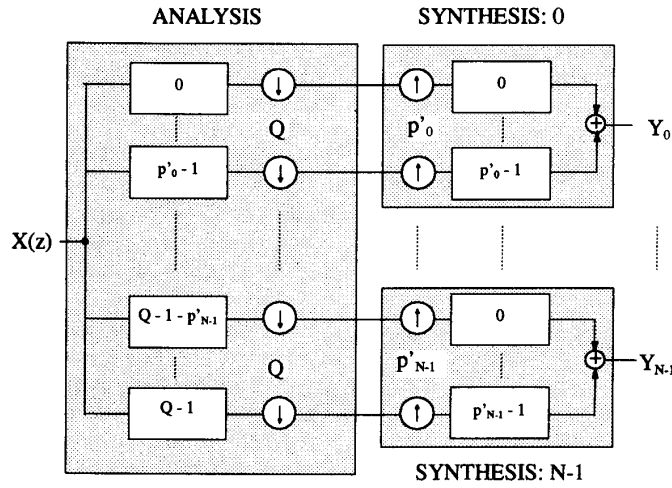 ANALYSIS
SYNTHESIS: 0
0
↓
↑
0
Q
p'₀
+
Y₀
p'₀ - 1
↓
↑
p'₀ - 1
X(z)
Q - 1 - p'_{N-1}
↓
↑
0
Q
p'_{N-1}
+
Y_{N-1}
Q - 1
↓
↑
p'_{N-1} - 1
SYNTHESIS: N-1